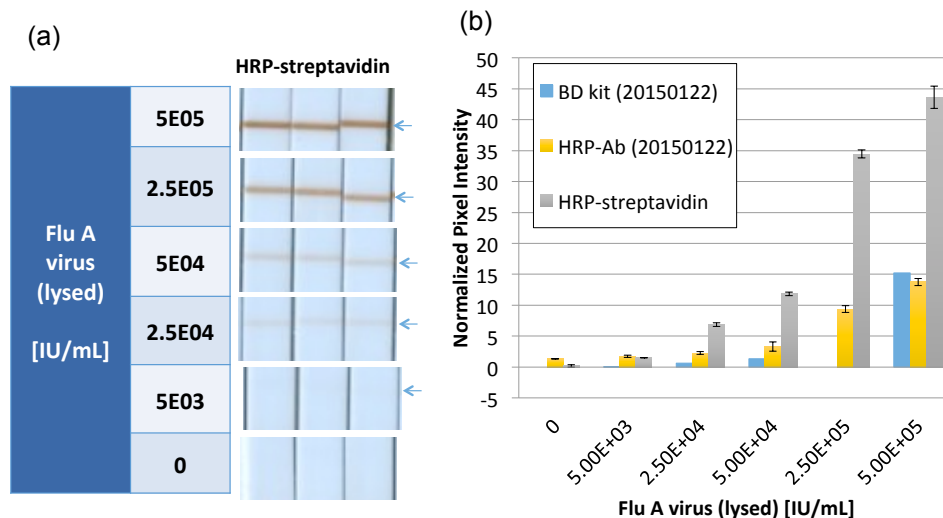 (a)
HRP-streptavidin
Flu A
virus
(lysed)
[IU/mL]
5E05
2.5E05
5E04
2.5E04
5E03
0
(b)
Normalized Pixel Intensity
50
45
40
35
30
25
20
15
10
5
0
-5
BD kit (20150122)
HRP-Ab (20150122)
HRP-streptavidin
0
5.00E+03
2.50E+04
5.00E+04
2.50E+05
5.00E+05
Flu A virus (lysed) [IU/mL]